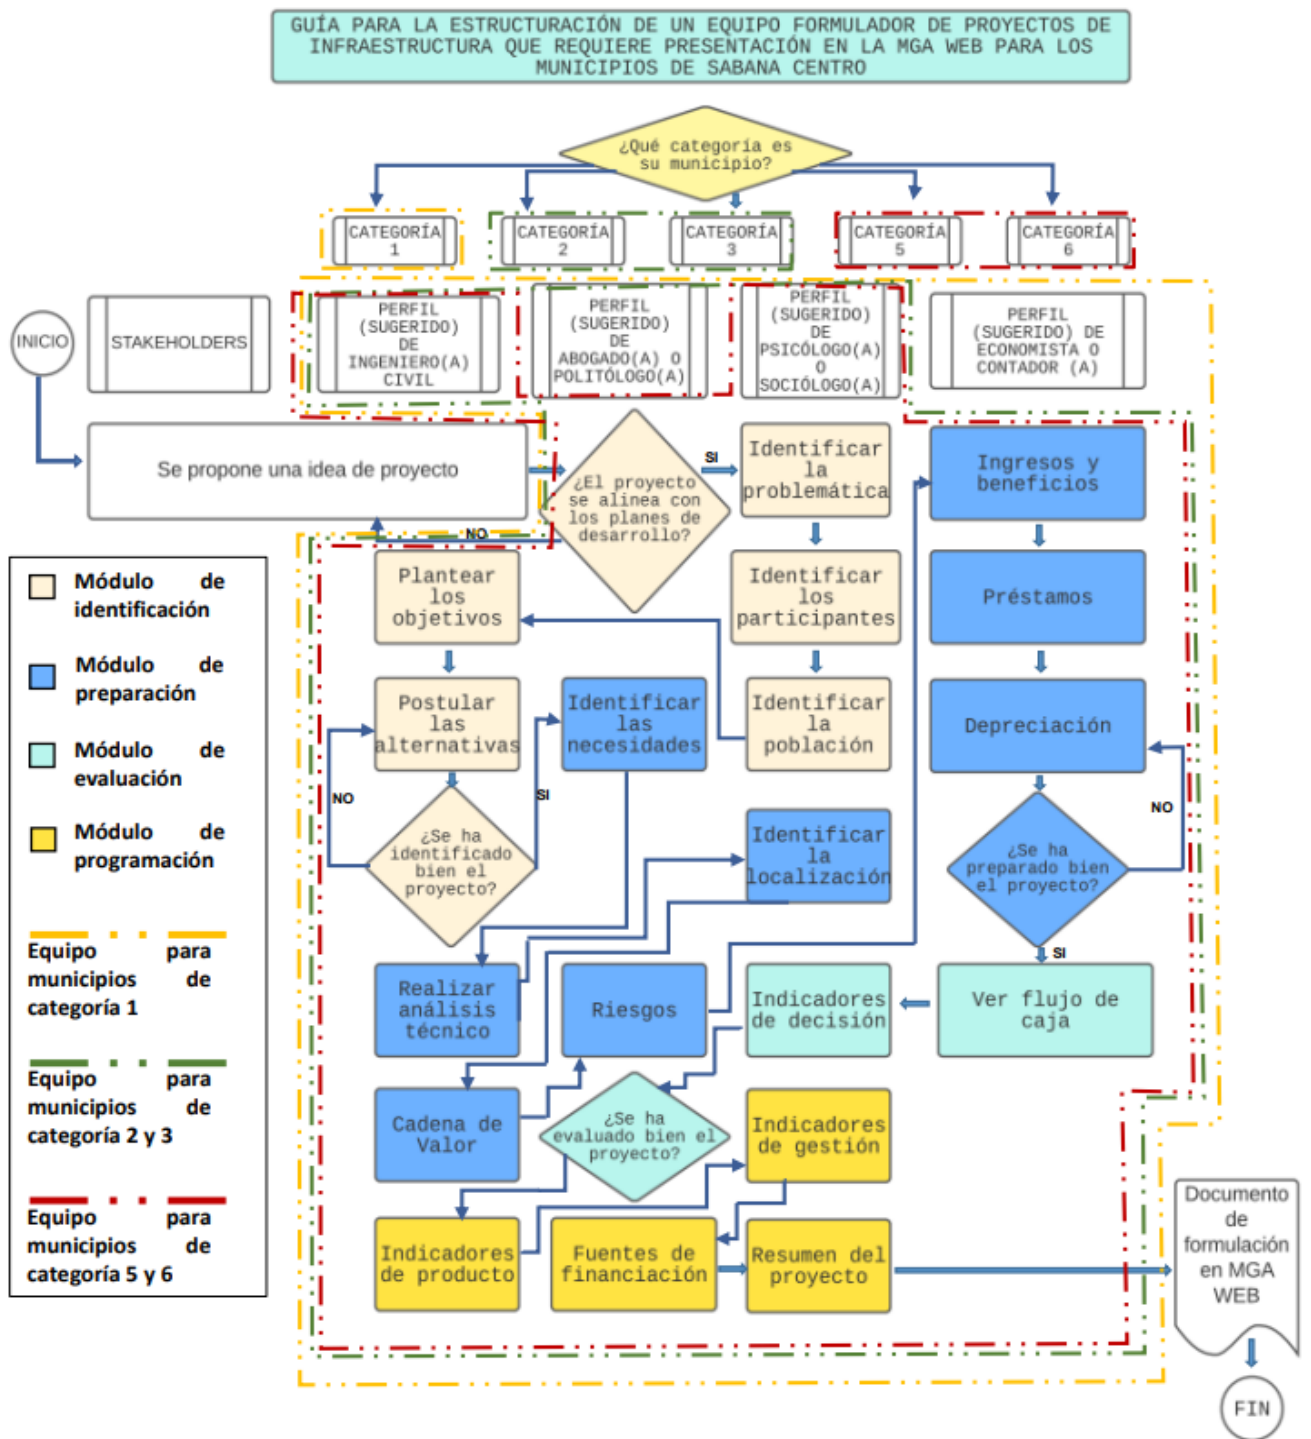 GUÍA PARA LA ESTRUCTURACIÓN DE UN EQUIPO FORMULADOR DE PROYECTOS DE
INFRAESTRUCTURA QUE REQUIERE PRESENTACIÓN EN LA MGA WEB PARA LOS
MUNICIPIOS DE SABANA CENTRO
¿Qué categoría es
su municipio?
CATEGORÍA
1
CATEGORÍA
2
CATEGORÍA
3
CATEGORÍA
5
CATEGORÍA
6
INICIO
STAKEHOLDERS
PERFIL
(SUGERIDO)
DE
INGENIERO(A)
CIVIL
PERFIL
(SUGERIDO)
DE
ABOGADO(A) O
POLITÓLOGO(A)
PERFIL
(SUGERIDO)
DE
PSICÓLOGO(A)
O
SOCIÓLOGO(A)
PERFIL
(SUGERIDO) DE
ECONOMISTA O
CONTADOR (A)
Se propone una idea de proyecto
¿El proyecto
se alinea con
los planes de
desarrollo?
SI
NO
Identificar
la
problemática
Ingresos y
beneficios
Plantear
los
objetivos
Identificar
los
participantes
Préstamos
Postular
las
alternativas
Identificar
las
necesidades
Identificar
la
población
Depreciación
NO
SI
NO
¿Se ha
identificado
bien el
proyecto?
Identificar
la
localización
¿Se ha
preparado bien
el proyecto?
SI
Realizar
análisis
técnico
Riesgos
Indicadores
de decisión
Ver flujo de
caja
Cadena de
Valor
¿Se ha
evaluado bien el
proyecto?
Indicadores
de gestión
Indicadores
de producto
Fuentes de
financiación
Resumen del
proyecto
Documento
de
formulación
en MGA
WEB
FIN
Módulo de
identificación
Módulo de
preparación
Módulo de
evaluación
Módulo de
programación
Equipo para
municipios de
categoría 1
Equipo para
municipios de
categoría 2 y 3
Equipo para
municipios de
categoría 5 y 6